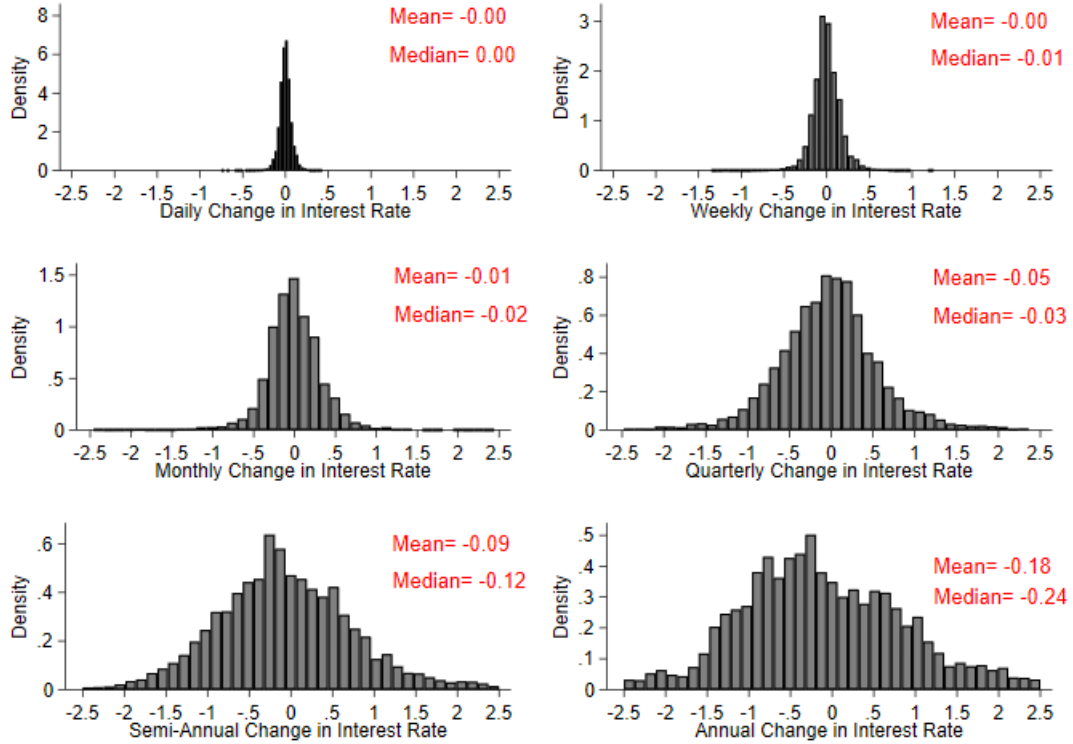 Mean= -0.00
Median= 0.00
Density
8
6
4
2
0
-2.5 -2 -1.5 -1 -.5 0 .5 1 1.5 2 2.5
Daily Change in Interest Rate
Mean= -0.00
Median= -0.01
Density
3
2
1
0
-2.5 -2 -1.5 -1 -.5 0 .5 1 1.5 2 2.5
Weekly Change in Interest Rate
Mean= -0.01
Median= -0.02
Density
1.5
1
.5
0
-2.5 -2 -1.5 -1 -.5 0 .5 1 1.5 2 2.5
Monthly Change in Interest Rate
Mean= -0.05
Median= -0.03
Density
.8
.6
.4
.2
0
-2.5 -2 -1.5 -1 -.5 0 .5 1 1.5 2 2.5
Quarterly Change in Interest Rate
Mean= -0.09
Median= -0.12
Density
.6
.4
.2
0
-2.5 -2 -1.5 -1 -.5 0 .5 1 1.5 2 2.5
Semi-Annual Change in Interest Rate
Mean= -0.18
Median= -0.24
Density
.5
.4
.3
.2
.1
0
-2.5 -2 -1.5 -1 -.5 0 .5 1 1.5 2 2.5
Annual Change in Interest Rate